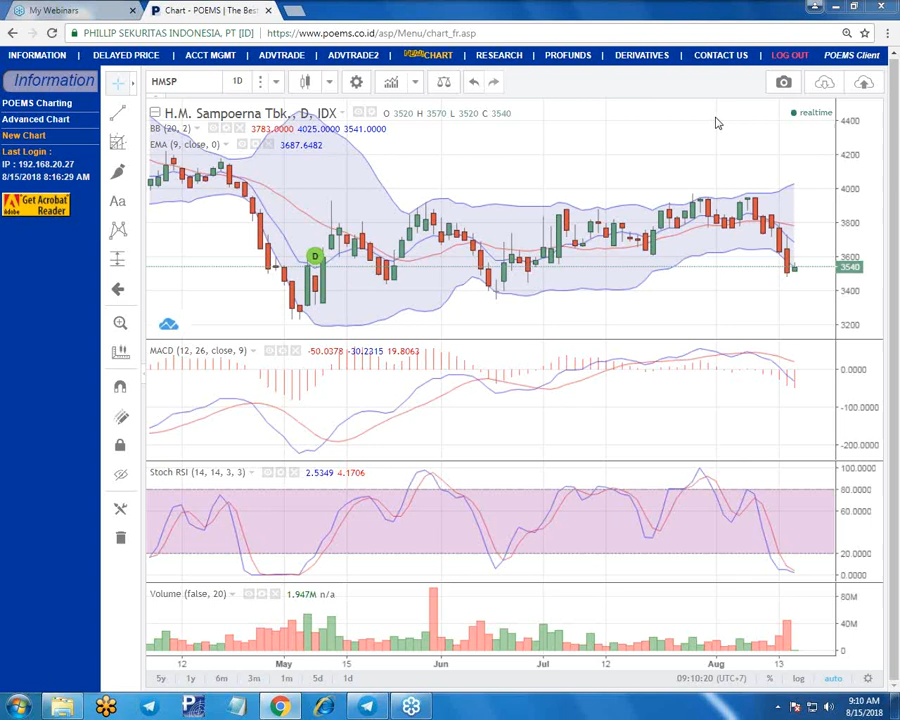 My Webinars
Chart - POEMS | The Bes
PHILLIP SEKURITAS INDONESIA, PT [ID]
https://www.poems.co.id/asp/Menu/chart_fr.asp
INFORMATION | DELAYED PRICE | ACCT MGMT | ADVTRADE | ADVTRADE2 | CHART | RESEARCH | PROFUNDS | DERIVATIVES | CONTACT US | LOG OUT POEMS Client
Information
POEMS Charting
Advanced Chart
New Chart
Last Login :
IP : 192.168.20.27
8/15/2018 8:16:29 AM
Get Acrobat
Reader
Adobe
HMSP 1D
Aa
H.M. Sampoerna Tbk., D, IDX O 3520 H 3570 L 3520 C 3540
realtime
BB (20, 2) 3783.0000 4025.0000 3541.0000
EMA (9, close, 0) 3687.6482
D
4400
4200
4000
3800
3600
3540
3400
3200
MACD (12, 26, close, 9) -50.0378 -30.2315 19.8063
0.0000
-100.0000
-200.0000
Stoch RSI (14, 14, 3, 3) 2.5349 4.1706
100.0000
80.0000
60.0000
20.0000
0.0000
Volume (false, 20) 1.947M n/a
80M
40M
0
12 May 15 Jun Jul 12 Aug 13
5y 1y 6m 3m 1m 5d 1d
09:10:20 (UTC+7) % log auto
9:10 AM
8/15/2018